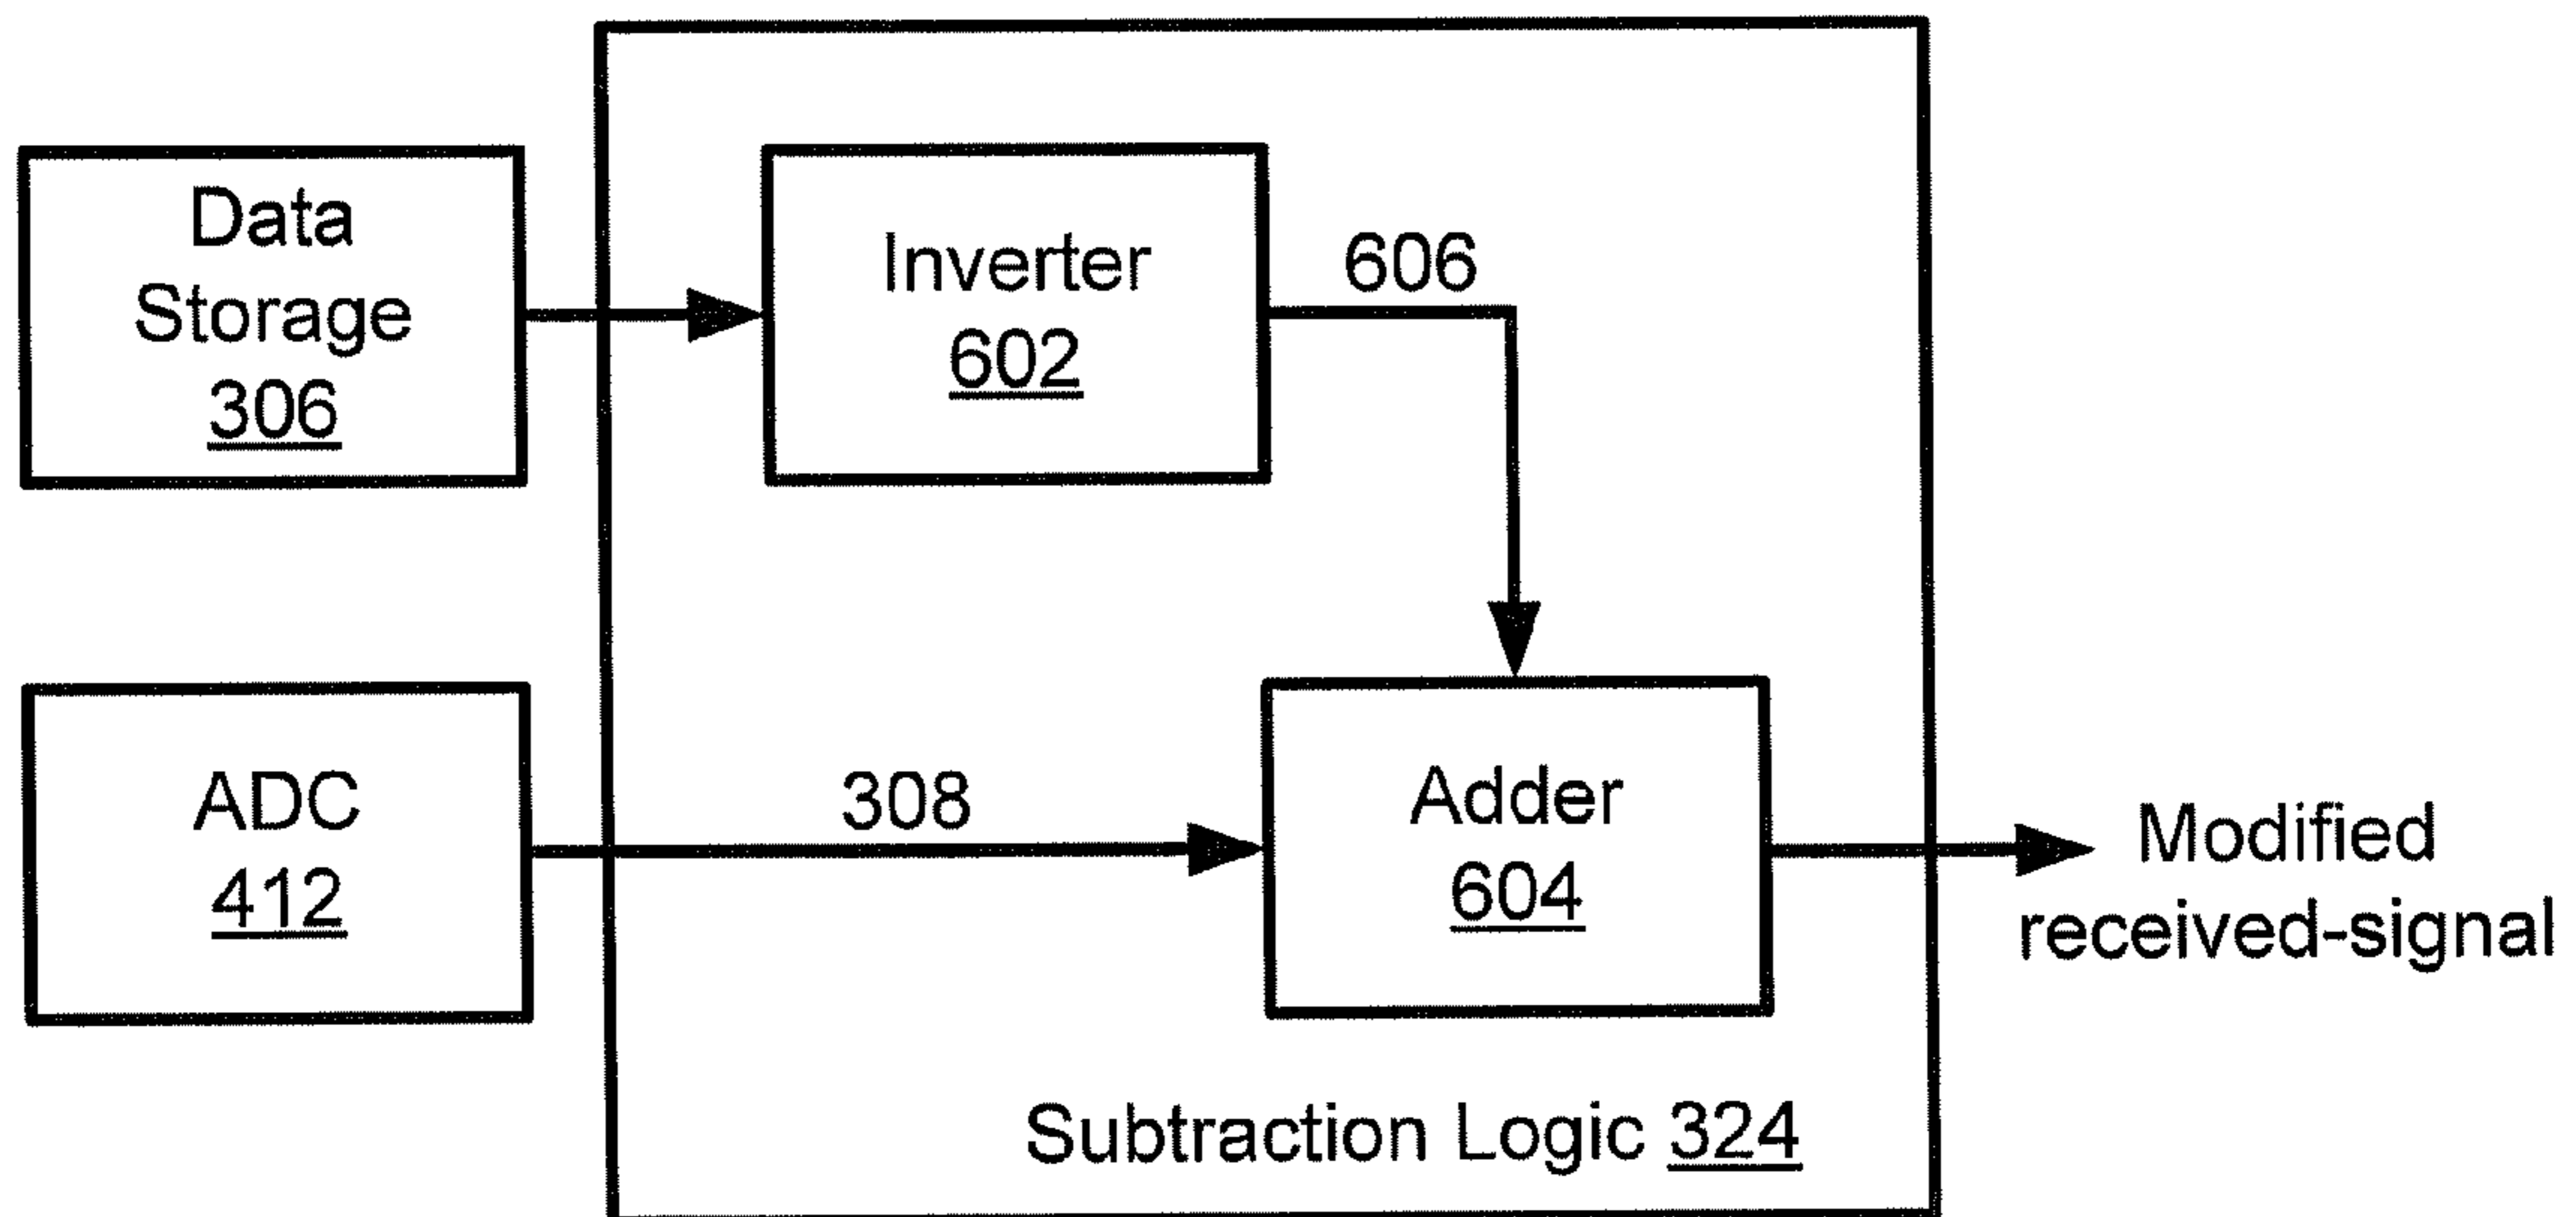 Data
Storage
306
Inverter
602
606
ADC
412
308
Adder
604
Modified
received-signal
Subtraction Logic 324